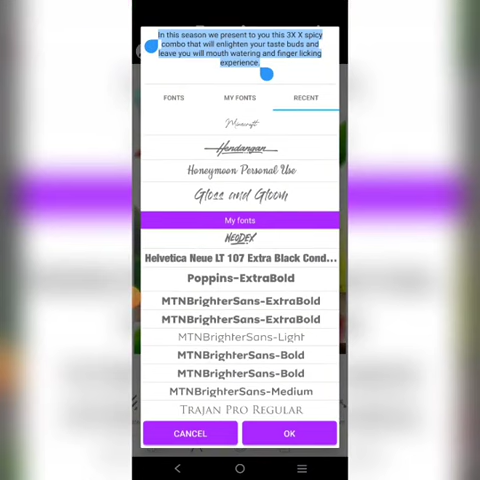 In this season we present to you this 3X X spicy
combo that will enlighten your taste buds and
leave you will mouth watering and finger licking
experience.
FONTS
MY FONTS
RECENT
Handangan
Honeymoon Personal Use
Gloss and Gloom
My fonts
NEODEX
Helvetica Neue LT 107 Extra Black Cond...
Poppins-ExtraBold
MTNBrighterSans-ExtraBold
MTNBrighterSans-ExtraBold
MTNBrighterSans-Light
MTNBrighterSans-Bold
MTNBrighterSans-Bold
MTNBrighterSans-Medium
Trajan Pro Regular
CANCEL
OK